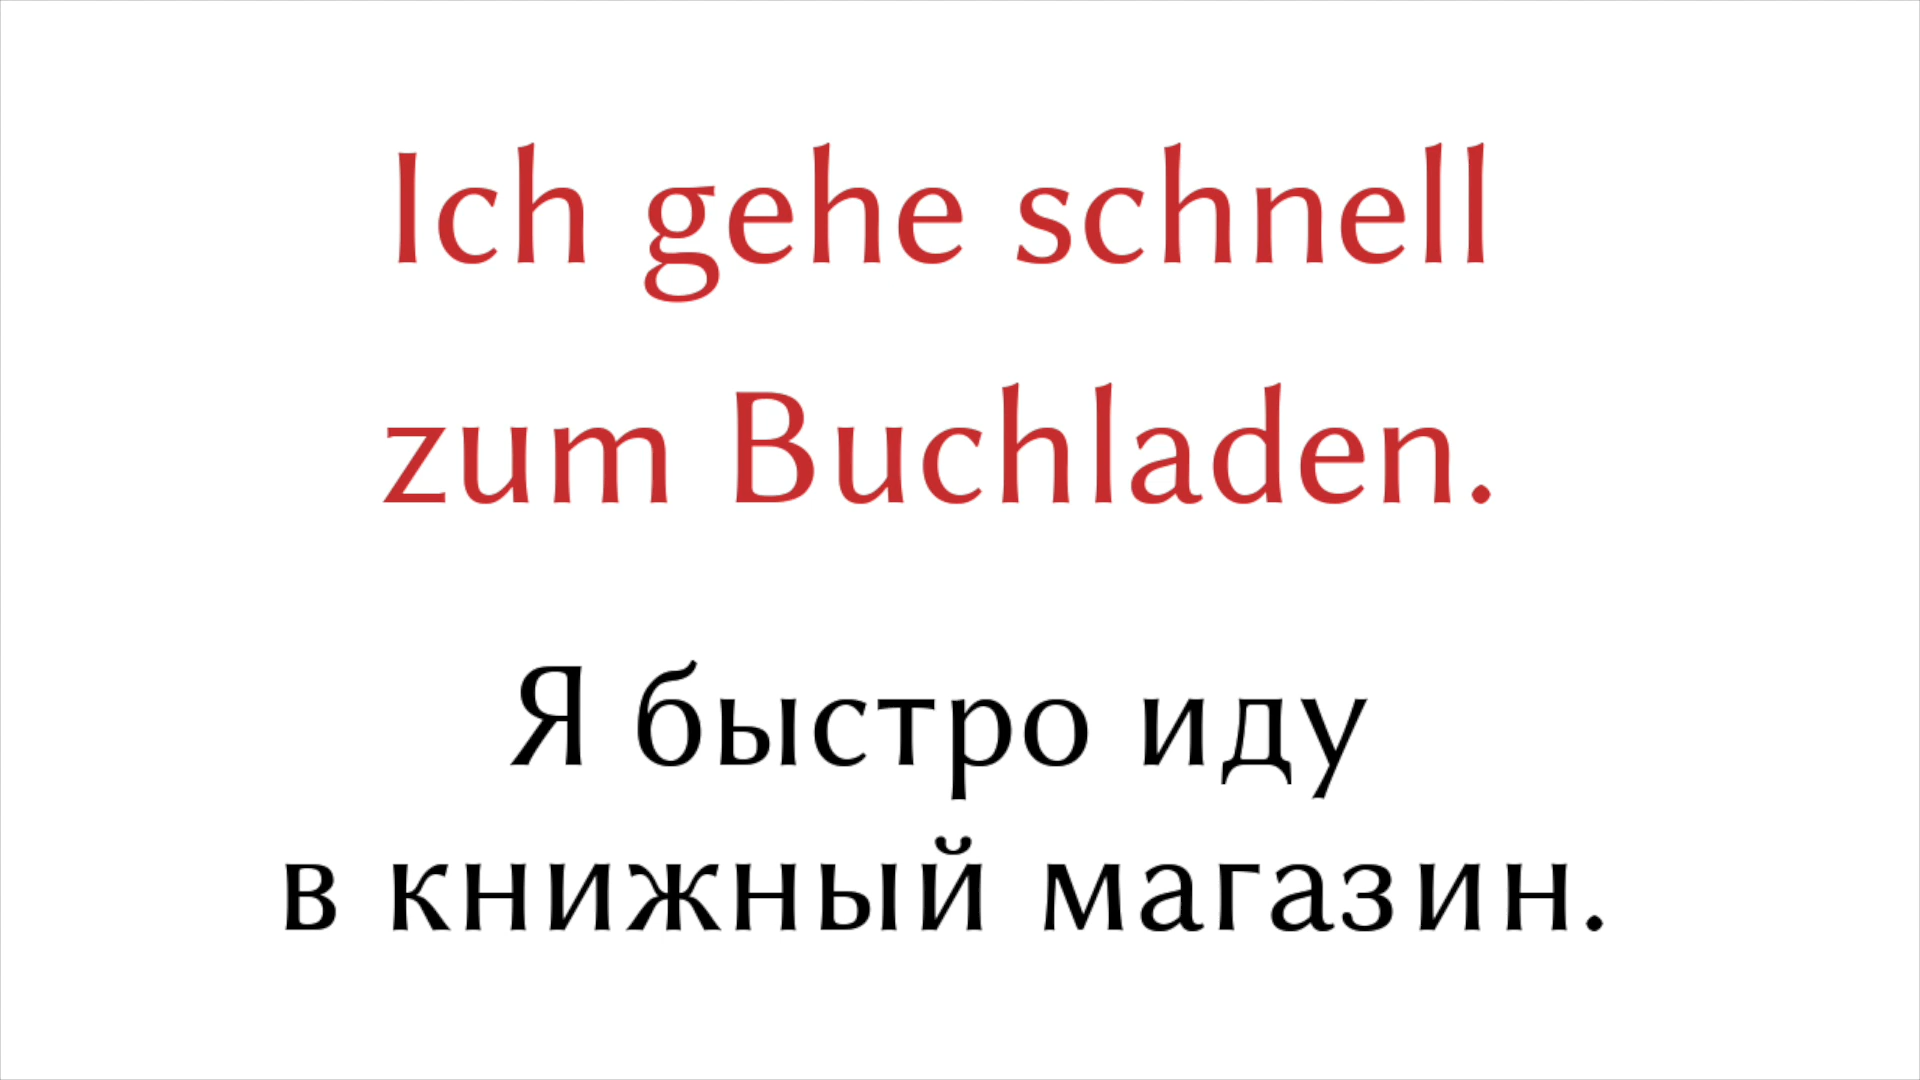 Ich gehe schnell
zum Buchladen.
Я быстро иду
в книжный магазин.